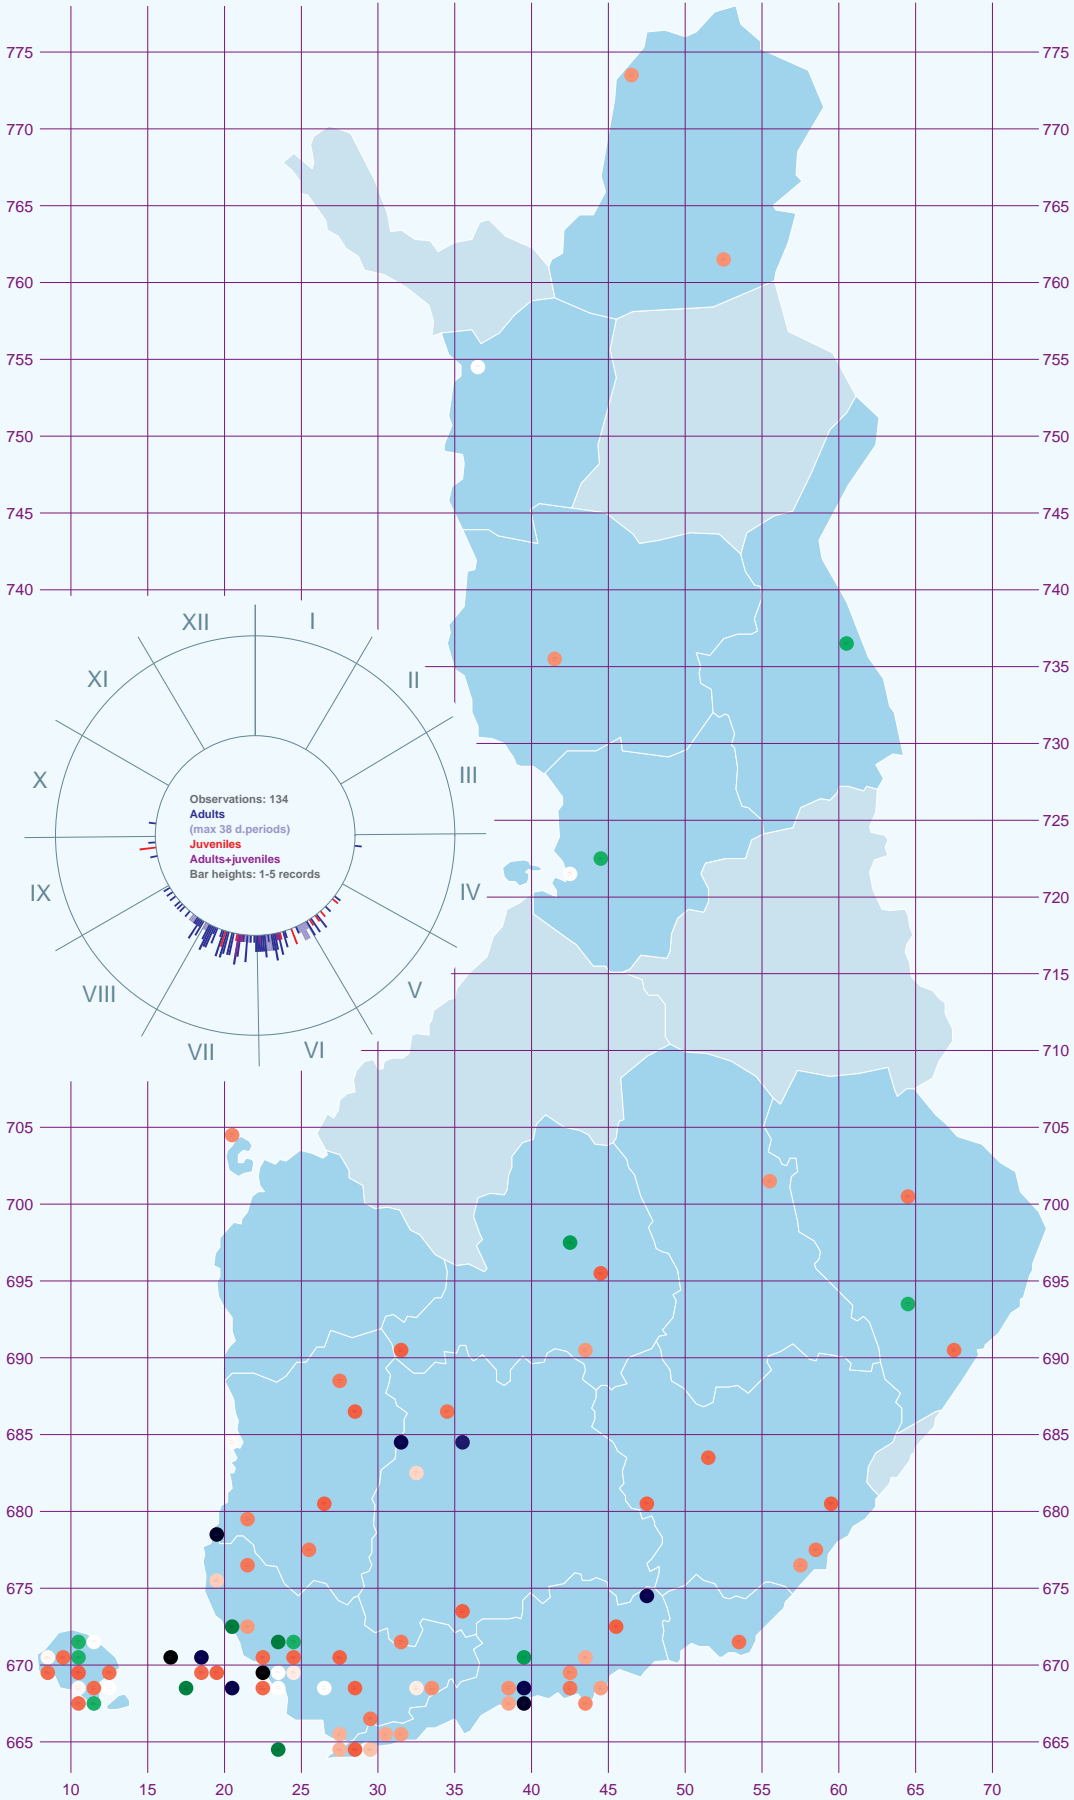 775 775
770 770
765 765
760 760
755 755
750 750
745 745
740 740
735
730
725
720
715
710
XII I
XI II
X III
IX IV
VIII V
VII VI
Observations: 134
Adults
(max 38 d.periods)
Juveniles
Adults+juveniles
Bar heights: 1-5 records
705 705
700 700
695 695
690 690
685 685
680 680
675 675
670 670
665 665
10 15 20 25 30 35 40 45 50 55 60 65 70